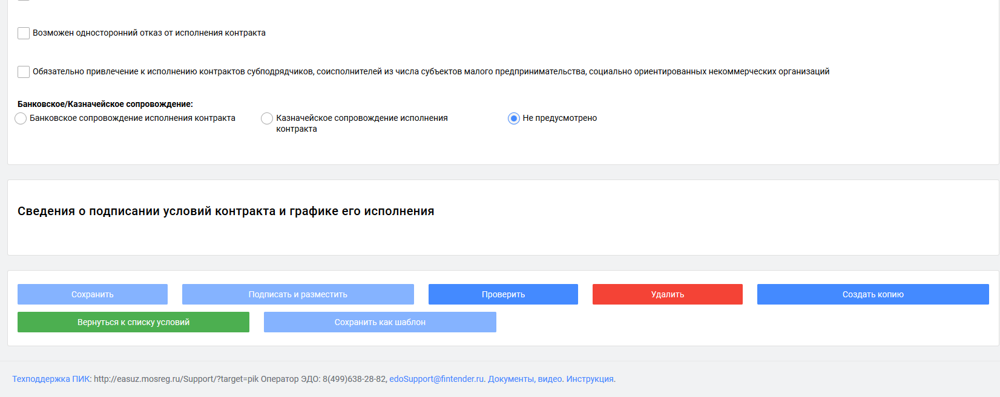 Возможен односторонний отказ от исполнения контракта
Обязательно привлечение к исполнению контрактов субподрядчиков, соисполнителей из числа субъектов малого предпринимательства, социально ориентированных некоммерческих организаций
Банковское/Казначейское сопровождение:
Банковское сопровождение исполнения контракта
Казначейское сопровождение исполнения
контракта
Не предусмотрено
Сведения о подписании условий контракта и графике его исполнения
Сохранить
Подписать и разместить
Проверить
Удалить
Создать копию
Вернуться к списку условий
Сохранить как шаблон
Техподдержка ПИК: http://easuz.mosreg.ru/Support/?target=pik Оператор ЭДО: 8(499)638-28-82, edoSupport@fintender.ru. Документы, видео. Инструкция.